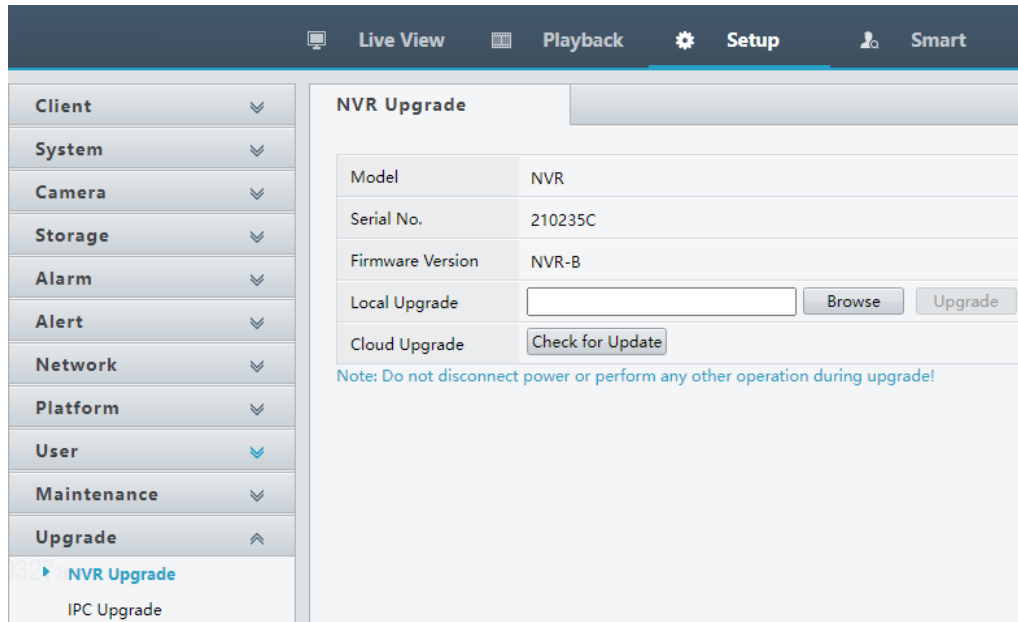 Live View Playback Setup Smart
Client
System
Camera
Storage
Alarm
Alert
Network
Platform
User
Maintenance
Upgrade
NVR Upgrade
IPC Upgrade
NVR Upgrade
Model NVR
Serial No. 210235C
Firmware Version NVR-B
Local Upgrade Browse Upgrade
Cloud Upgrade Check for Update
Note: Do not disconnect power or perform any other operation during upgrade!